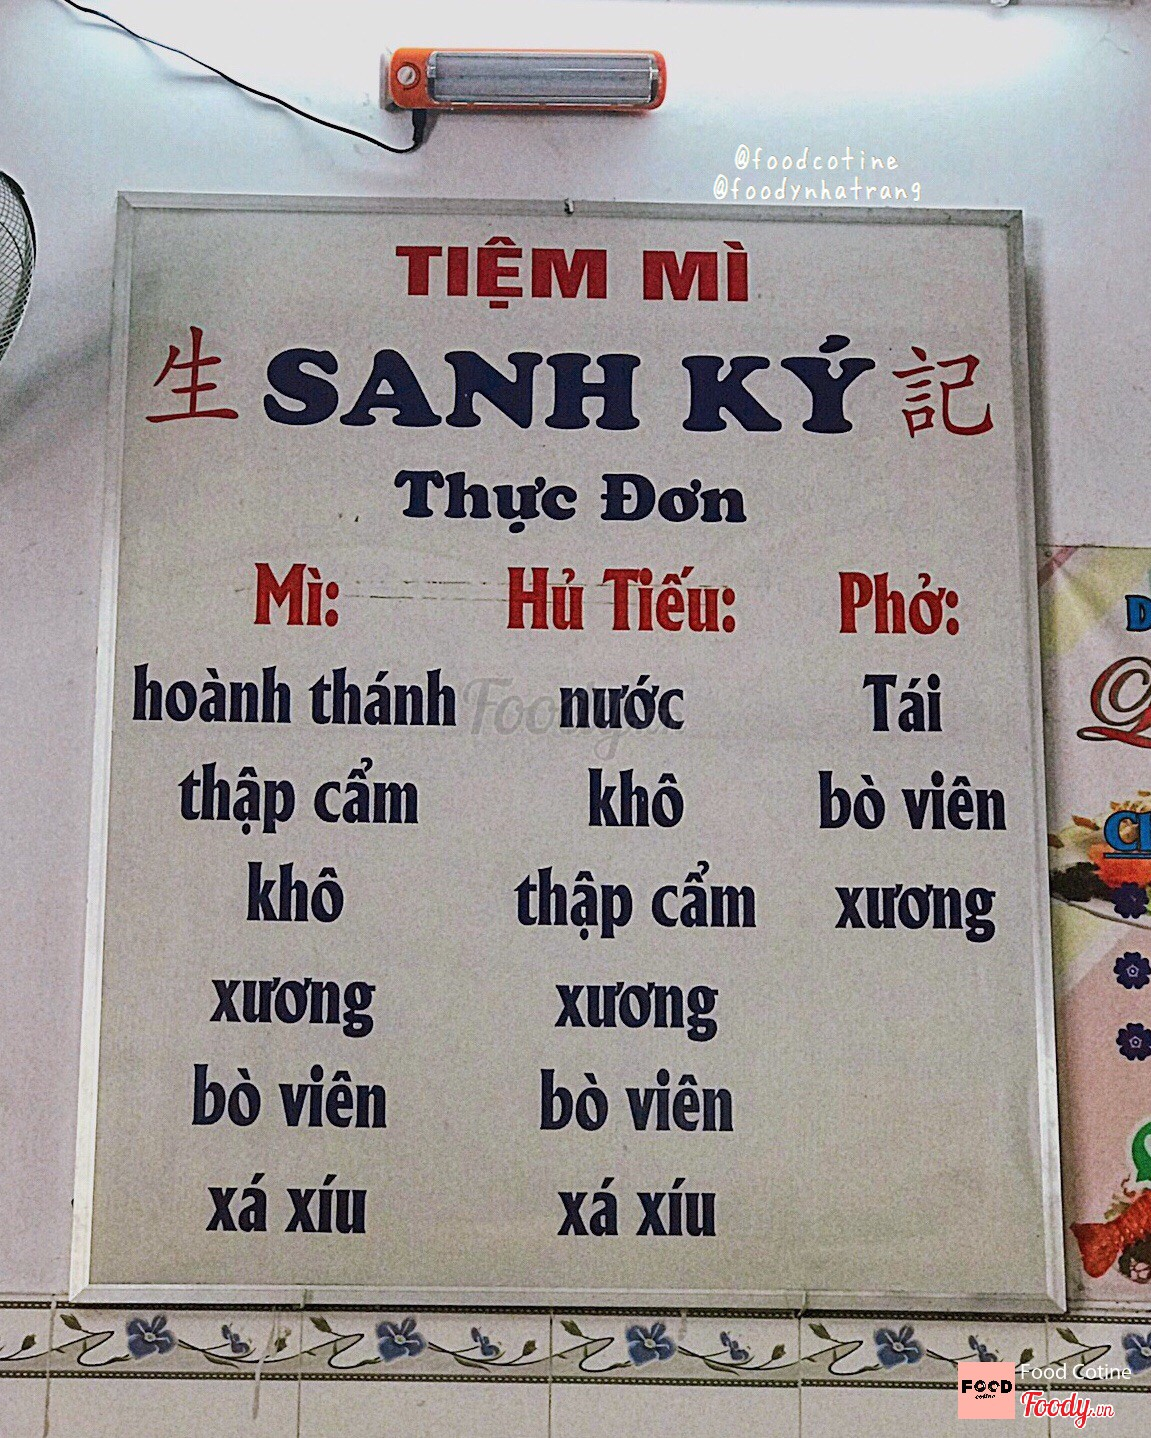 @foodcotine
@foodynhatrang
TIỆM MÌ
生 SANH KÝ 記
Thực Đơn
Mì: Hủ Tiếu: Phở:
hoành thánh nước Tái
thập cẩm khô bò viên
khô thập cẩm xương
xương xương
bò viên bò viên
xá xíu xá xíu
FOOD Food Cotine
cotine Foody.vn